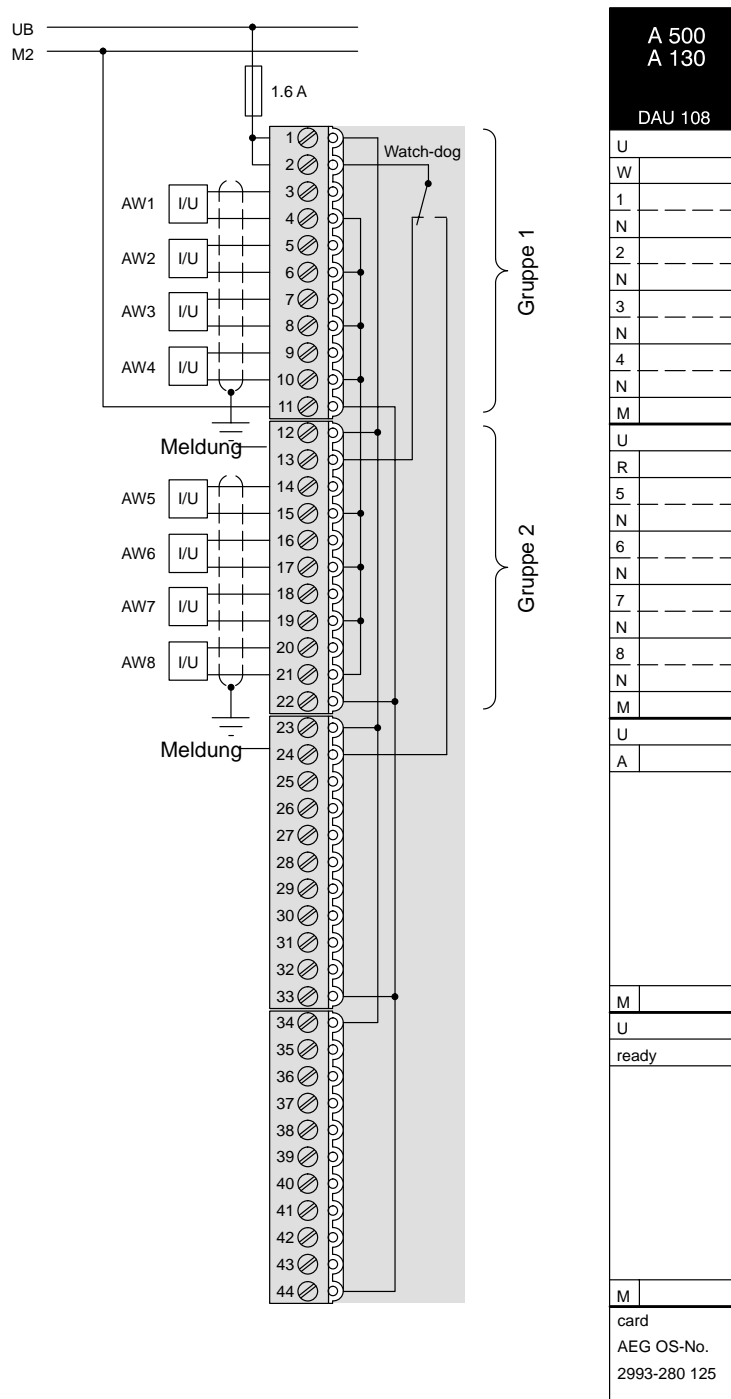 UB
M2
1.6 A
1
2
3
4
5
6
7
8
9
10
11
12
13
14
15
16
17
18
19
20
21
22
23
24
25
26
27
28
29
30
31
32
33
34
35
36
37
38
39
40
41
42
43
44
Watch-dog
AW1 I/U
AW2 I/U
AW3 I/U
AW4 I/U
Meldung
AW5 I/U
AW6 I/U
AW7 I/U
AW8 I/U
Meldung
Gruppe 1
Gruppe 2
A 500
A 130
DAU 108
U
W
1
N
2
N
3
N
4
N
M
U
R
5
N
6
N
7
N
8
N
M
U
A
M
U
ready
M
card
AEG OS-No.
2993-280 125